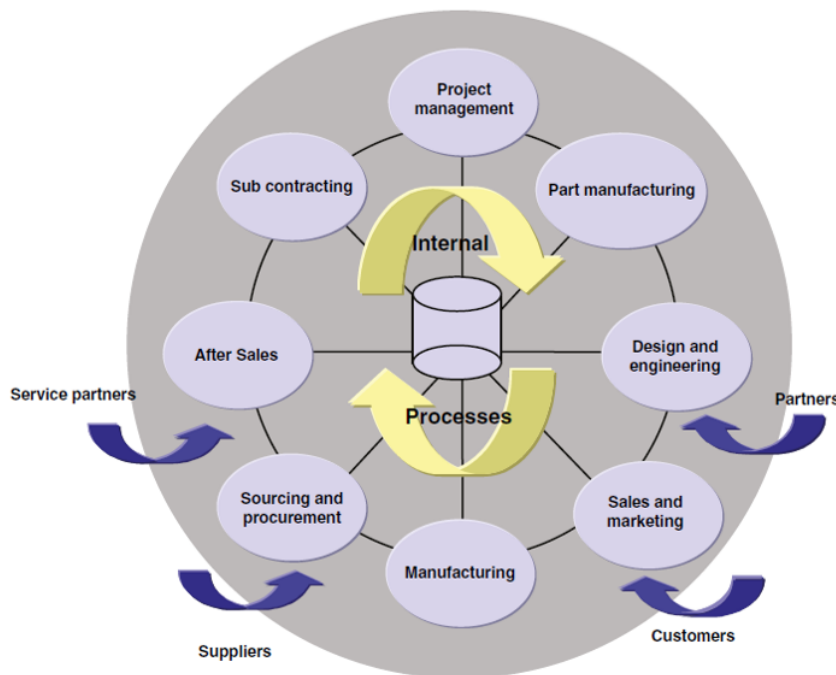 Project
management
Sub contracting
Part manufacturing
Internal
After Sales
Design and
engineering
Service partners
Partners
Processes
Sourcing and
procurement
Sales and
marketing
Manufacturing
Customers
Suppliers